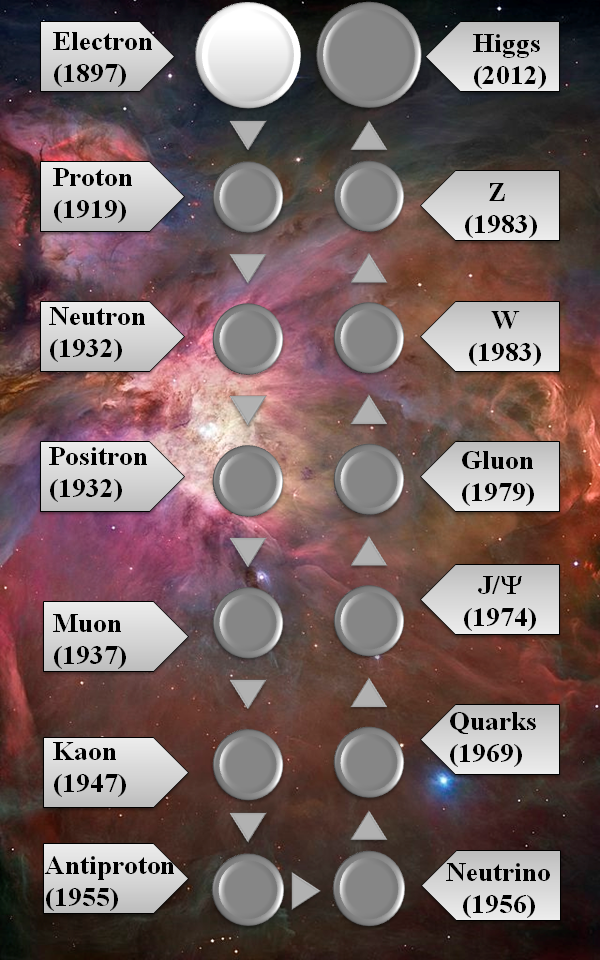 Electron
(1897)
Proton
(1919)
Neutron
(1932)
Positron
(1932)
Muon
(1937)
Kaon
(1947)
Antiproton
(1955)
Neutrino
(1956)
Quarks
(1969)
J/Ψ
(1974)
Gluon
(1979)
W
(1983)
Z
(1983)
Higgs
(2012)